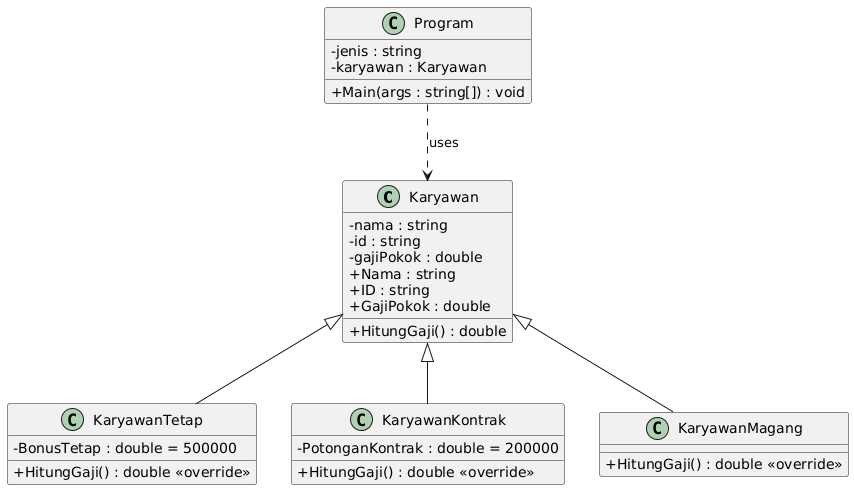 C Program
-jenis : string
-karyawan : Karyawan
+Main(args : string[]) : void
uses
C Karyawan
-nama : string
-id : string
-gajiPokok : double
+Nama : string
+ID : string
+GajiPokok : double
+HitungGaji() : double
C KaryawanTetap
-BonusTetap : double = 500000
+HitungGaji() : double «override»
C KaryawanKontrak
-PotonganKontrak : double = 200000
+HitungGaji() : double «override»
C KaryawanMagang
+HitungGaji() : double «override»